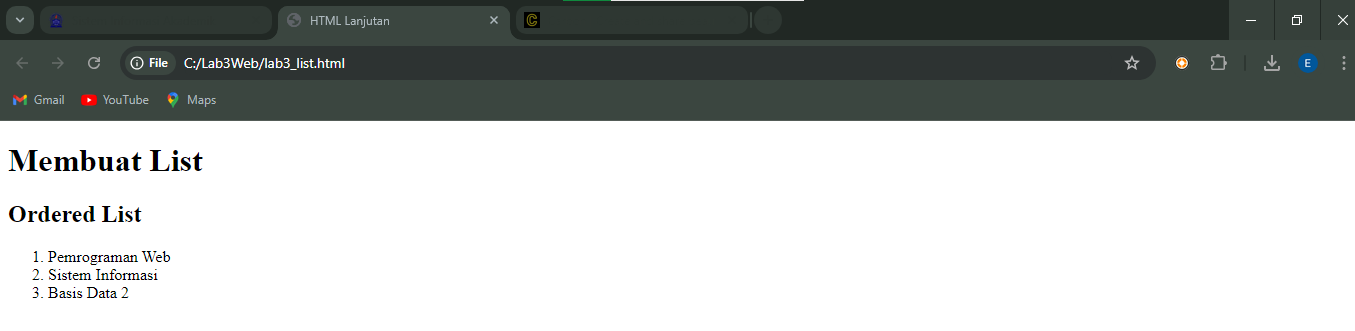 HTML Lanjutan
File C:/Lab3Web/lab3_list.html
E
Gmail YouTube Maps
Membuat List
Ordered List
1. Pemrograman Web
2. Sistem Informasi
3. Basis Data 2